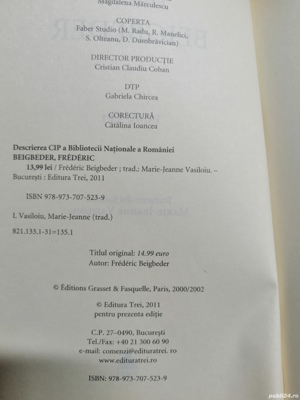 Magdalena Mărculescu
COPERTA
Faber Studio (M. Rathu, R. Manelius,
S. Olteanu, D. Dumbrăvician)
DIRECTOR PRODUCȚIE
Cristian Claudiu Coban
DTP
Gabriela Chircea
CORECTURĂ
Cătălina Ioancea
Descrierea CIP a Bibliotecii Naționale a României
BEIGBEDER, FRÉDÉRIC
13,99 lei / Frédéric Beigbeder ; trad.: Marie-Jeanne Vasiloiu. –
București : Editura Trei, 2011
ISBN 978-973-707-523-9
I. Vasiloiu, Marie-Jeanne (trad.)
821.133.1-31=135.1
Titlul original: 14.99 euro
Autor: Frédéric Beigbeder
© Éditions Grasset & Fasquelle, Paris, 2000/2002
© Editura Trei, 2011
pentru prezenta ediție
C.P. 27-0490, București
Tel./Fax: +40 21 300 60 90
e-mail: comenzi@edituratrei.ro
www.edituratrei.ro
ISBN: 978-973-707-523-9